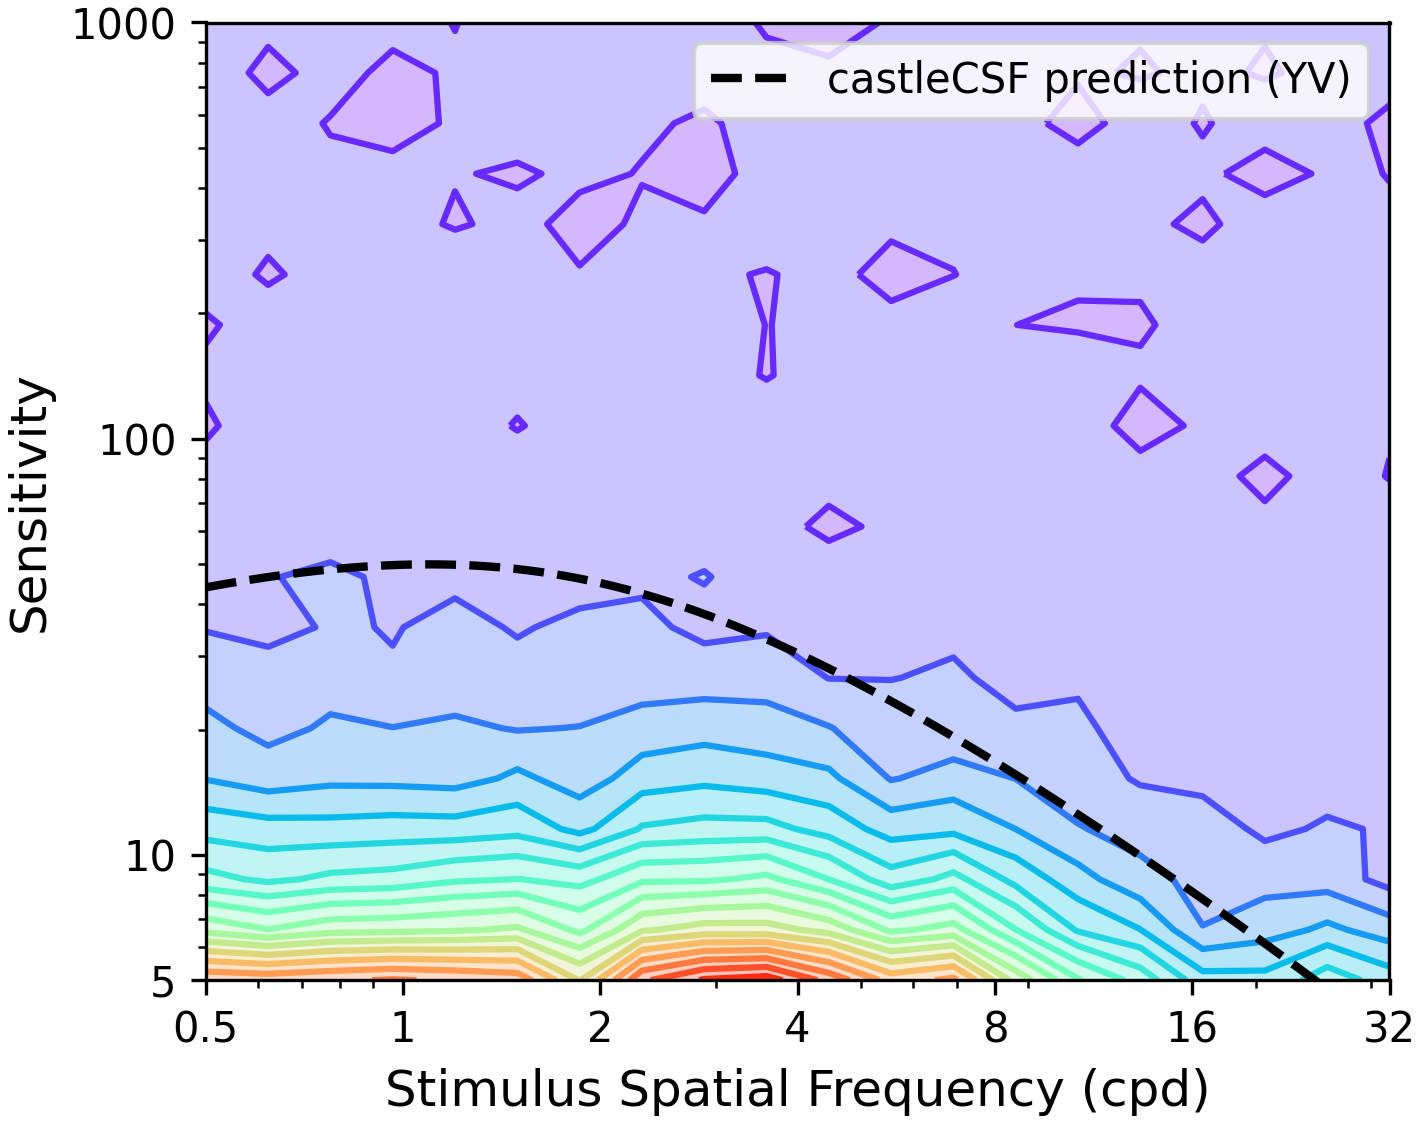 1000
castleCSF prediction (YV)
Sensitivity
100
10
5
0.5 1 2 4 8 16 32
Stimulus Spatial Frequency (cpd)